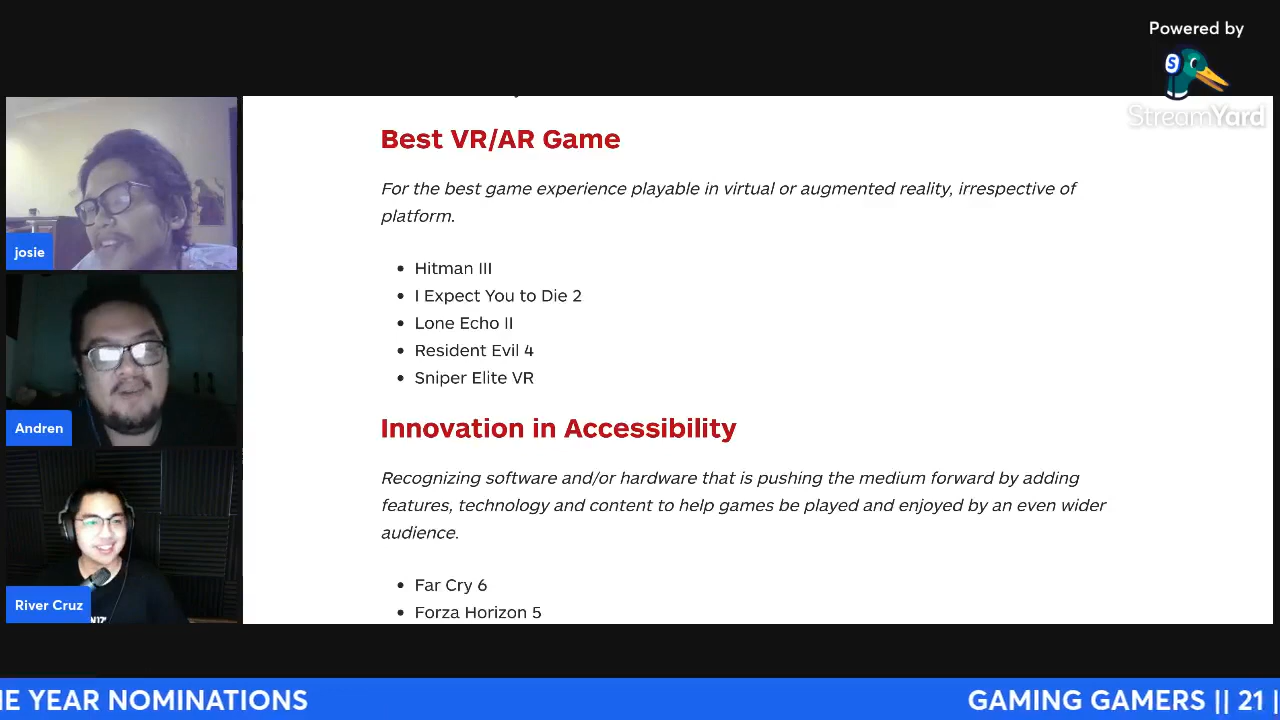 Powered by
StreamYard
Best VR/AR Game
For the best game experience playable in virtual or augmented reality, irrespective of
platform.
• Hitman III
• I Expect You to Die 2
• Lone Echo II
• Resident Evil 4
• Sniper Elite VR
Innovation in Accessibility
Recognizing software and/or hardware that is pushing the medium forward by adding
features, technology and content to help games be played and enjoyed by an even wider
audience.
• Far Cry 6
• Forza Horizon 5
josie
Andren
River Cruz
E YEAR NOMINATIONS
GAMING GAMERS || 21 |